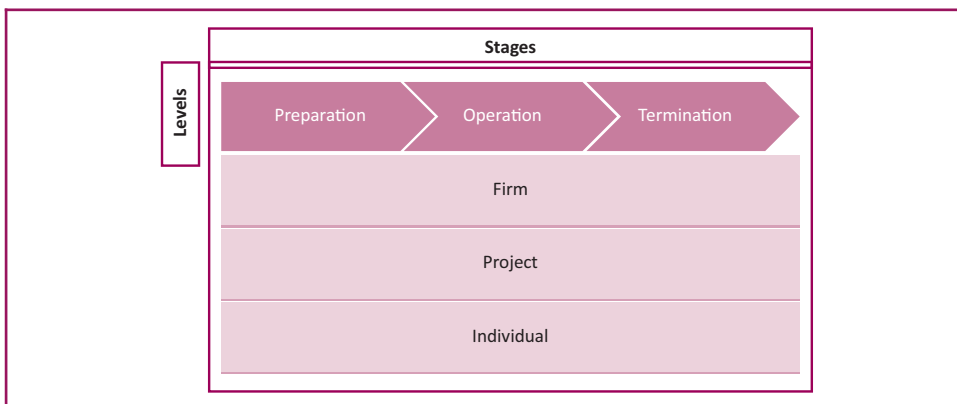 Stages
Levels
Preparation
Operation
Termination
Firm
Project
Individual